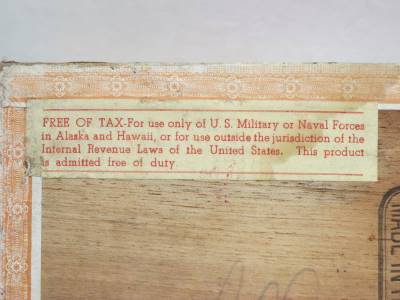 FREE OF TAX-For use only of U. S. Military or Naval Forces
in Alaska and Hawaii, or for use outside the jurisdiction of the
Internal Revenue Laws of the United States. This product
is admitted free of duty
MADE IN